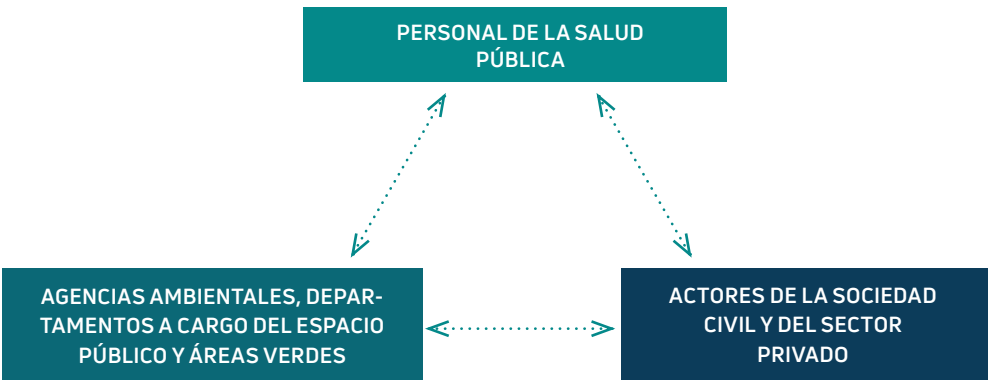 PERSONAL DE LA SALUD
PÚBLICA
AGENCIAS AMBIENTALES, DEPAR-
TAMENTOS A CARGO DEL ESPACIO
PÚBLICO Y ÁREAS VERDES
ACTORES DE LA SOCIEDAD
CIVIL Y DEL SECTOR
PRIVADO